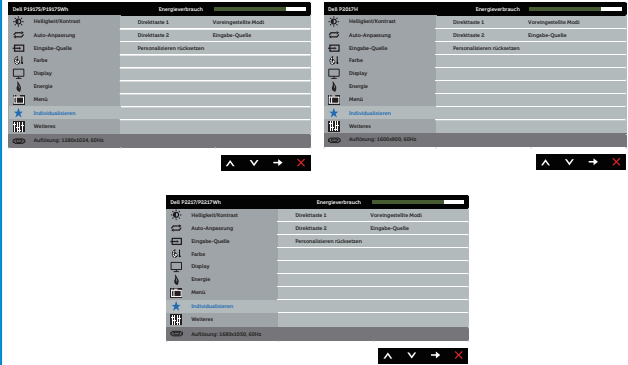 Dell P1917S/P1917SWh Energieverbrauch
Helligkeit/Kontrast Direkttaste 1 Voreingestellte Modi
Auto-Anpassung Direkttaste 2 Eingabe-Quelle
Eingabe-Quelle Personalisieren rücksetzen
Farbe
Display
Energie
Menü
Individualisieren
Weiteres
Auflösung: 1280x1024, 60Hz
Dell P2017H Energieverbrauch
Helligkeit/Kontrast Direkttaste 1 Voreingestellte Modi
Auto-Anpassung Direkttaste 2 Eingabe-Quelle
Eingabe-Quelle Personalisieren rücksetzen
Farbe
Display
Energie
Menü
Individualisieren
Weiteres
Auflösung: 1600x900, 60Hz
Dell P2217/P2217Wh Energieverbrauch
Helligkeit/Kontrast Direkttaste 1 Voreingestellte Modi
Auto-Anpassung Direkttaste 2 Eingabe-Quelle
Eingabe-Quelle Personalisieren rücksetzen
Farbe
Display
Energie
Menü
Individualisieren
Weiteres
Auflösung: 1680x1050, 60Hz